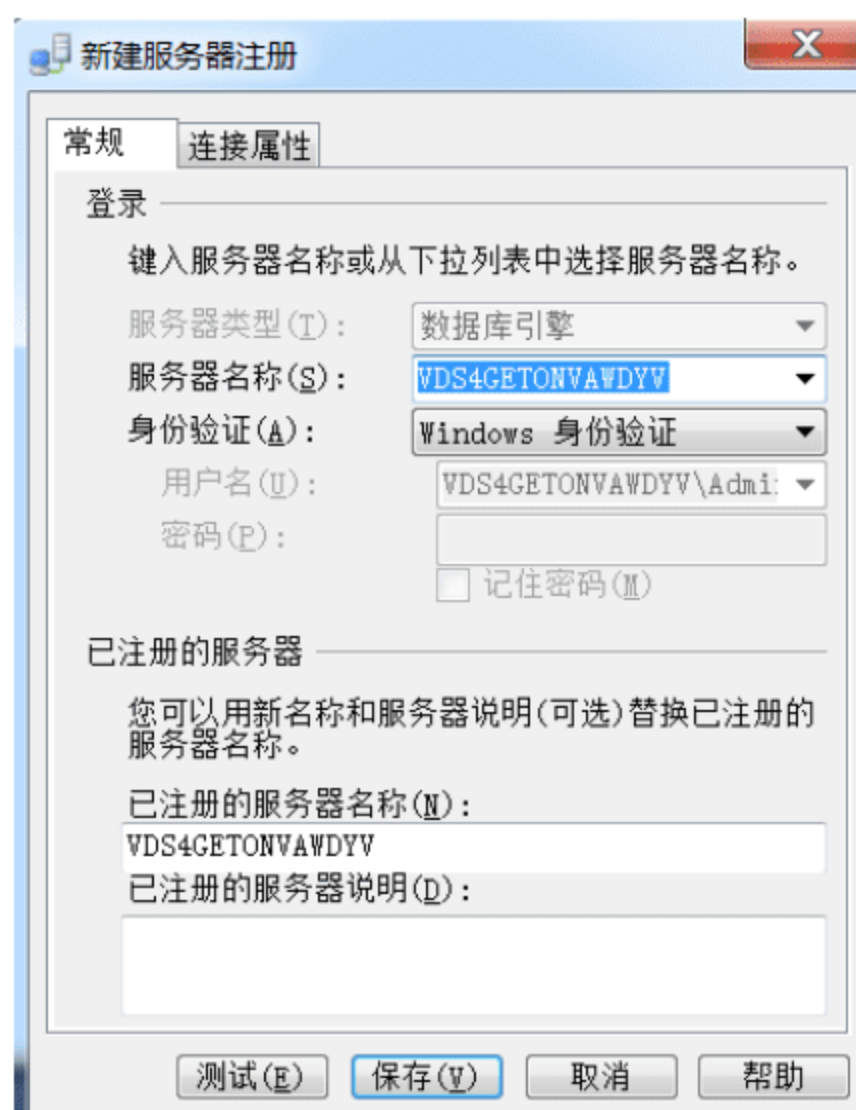 新建服务器注册
常规 连接属性
登录
键入服务器名称或从下拉列表中选择服务器名称。
服务器类型(T): 数据库引擎
服务器名称(S): VDS4GETONVAWDYV
身份验证(A): Windows 身份验证
用户名(U): VDS4GETONVAWDYV\Admi
密码(P):
记住密码(M)
已注册的服务器
您可以用新名称和服务器说明(可选)替换已注册的
服务器名称。
已注册的服务器名称(N):
VDS4GETONVAWDYV
已注册的服务器说明(D):
测试(E) 保存(V) 取消 帮助